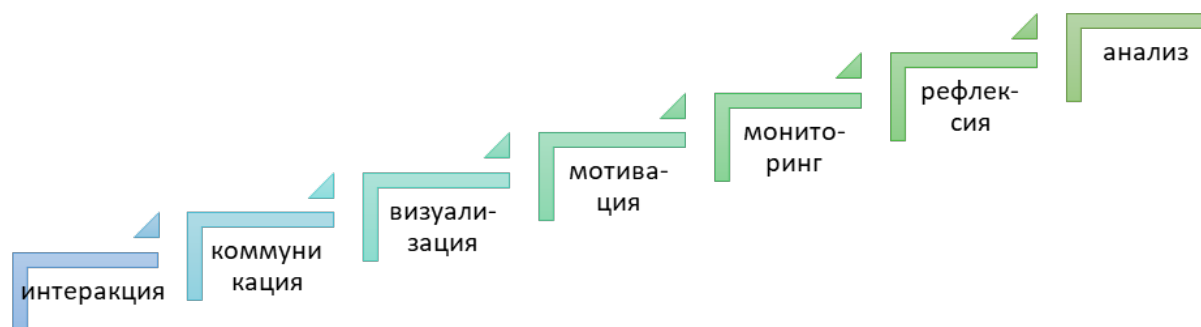 интеракция
коммуни
кация
визуали-
зация
мотива-
ция
монито-
ринг
рефлек-
сия
анализ